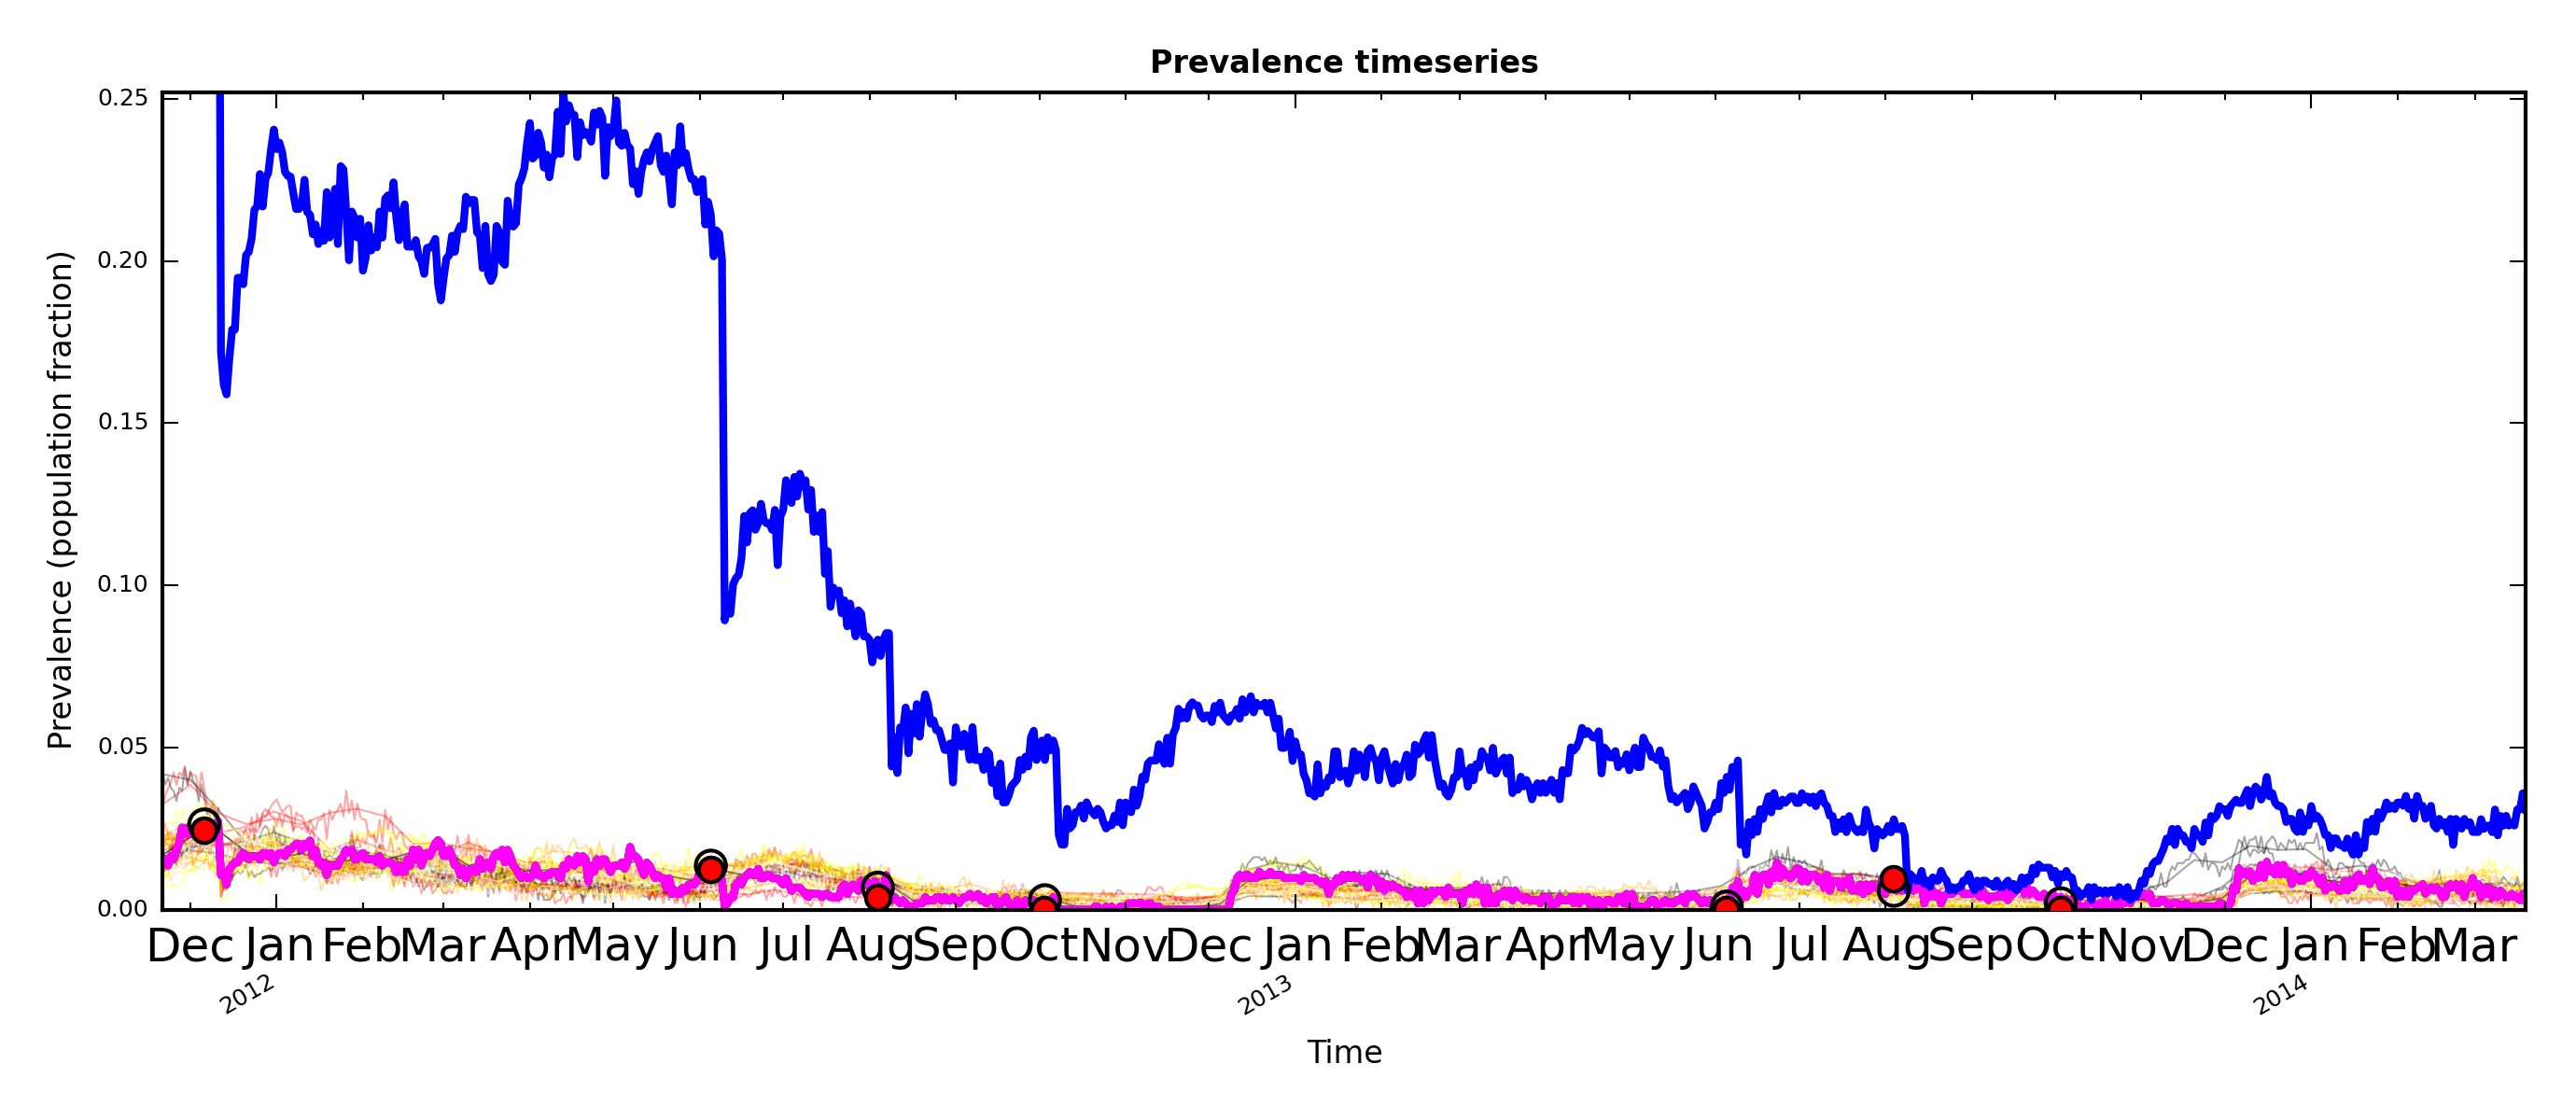 Prevalence timeseries
Prevalence (population fraction)
0.25
0.20
0.15
0.10
0.05
0.00
Dec Jan Feb Mar Apr May Jun Jul Aug Sep Oct Nov Dec Jan Feb Mar Apr May Jun Jul Aug Sep Oct Nov Dec Jan Feb Mar
2012 2013 2014
Time